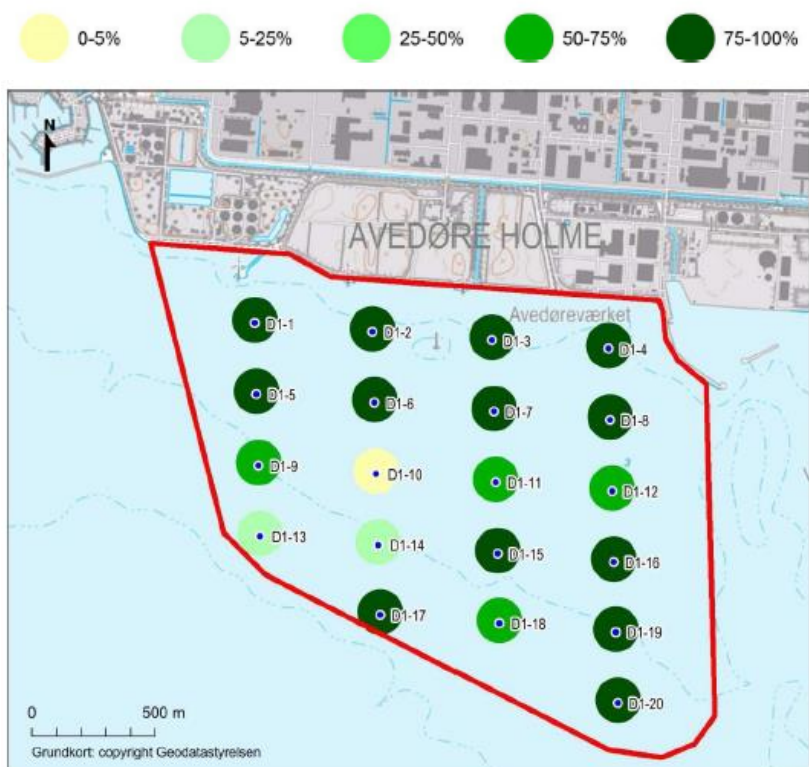 0-5% 5-25% 25-50% 50-75% 75-100%
N
AVEDØRE HOLME
Avedøreværket
D1-1 D1-2 D1-3 D1-4
D1-5 D1-6 D1-7 D1-8
3
D1-9 D1-10 D1-11 D1-12
D1-13 D1-14 D1-15 D1-16
D1-17 D1-18 D1-19
D1-20
0 500 m
Grundkort: copyright Geodatastyrelsen